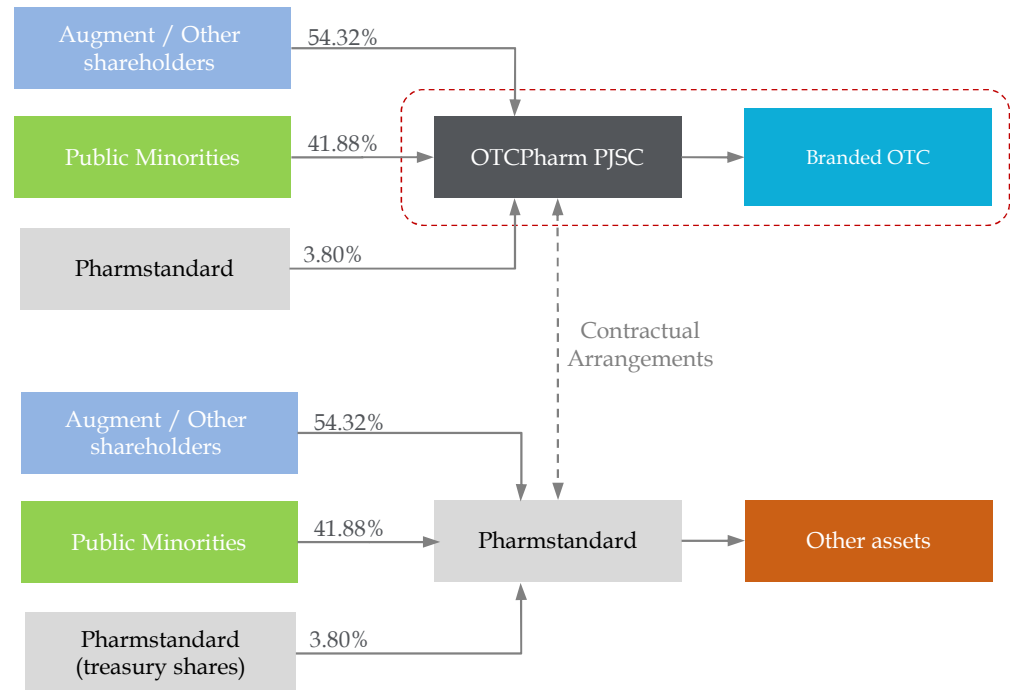 Augment / Other
shareholders
54.32%
Public Minorities
41.88%
OTCPharm PJSC
Branded OTC
Pharmstandard
3.80%
Contractual
Arrangements
Augment / Other
shareholders
54.32%
Public Minorities
41.88%
Pharmstandard
Other assets
Pharmstandard
(treasury shares)
3.80%